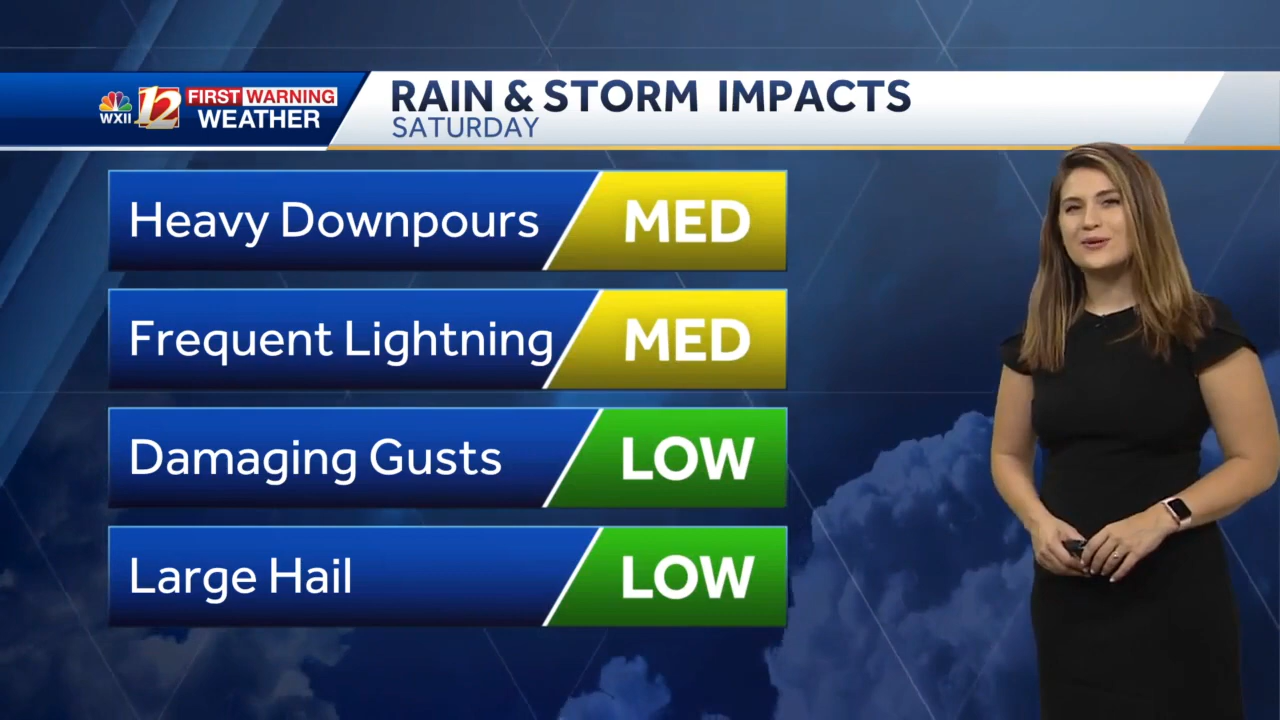 WXII 12 FIRST WARNING
WEATHER
RAIN & STORM IMPACTS
SATURDAY
Heavy Downpours MED
Frequent Lightning MED
Damaging Gusts LOW
Large Hail LOW